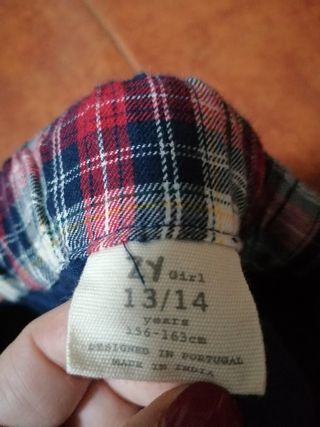 ZY Girl
13/14
years
156-163cm
DESIGNED IN PORTUGAL
MADE IN INDIA